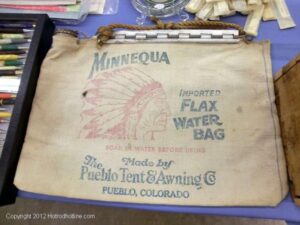 MINNEQUA
IMPORTED
FLAX
WATER
BAG
SOAK IN WATER BEFORE USING
Made by
The Pueblo Tent & Awning Co
PUEBLO, COLORADO
Copyright © 2012 Hotrodhotline.com